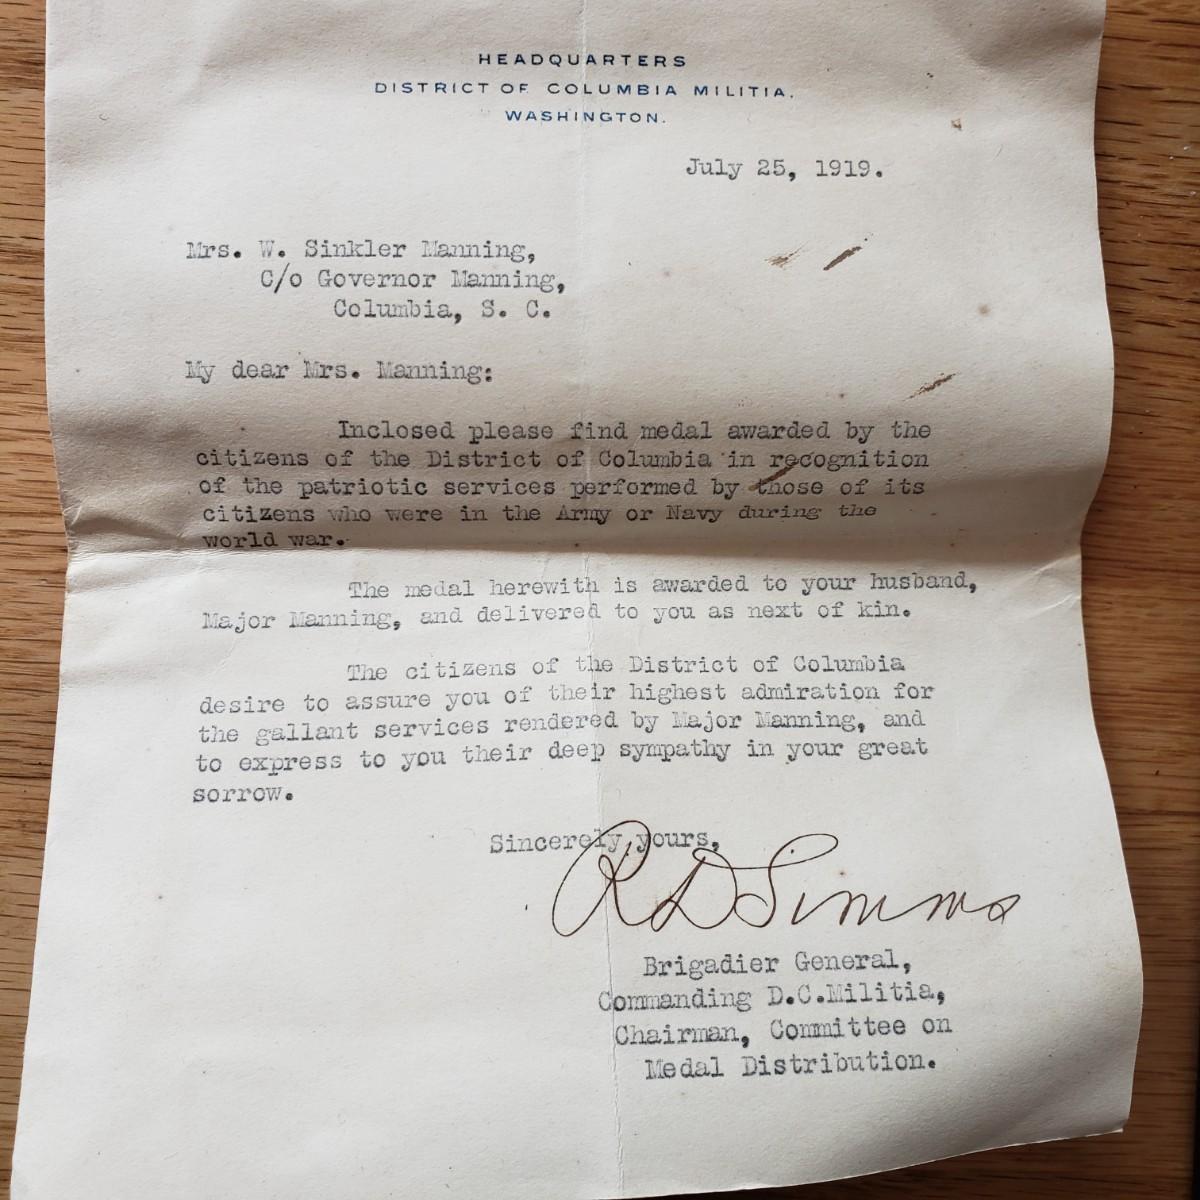 HEADQUARTERS
DISTRICT OF COLUMBIA MILITIA.
WASHINGTON.
July 25, 1919.
Mrs. W. Sinkler Manning,
C/o Governor Manning,
Columbia, S. C.
My dear Mrs. Manning:
Inclosed please find medal awarded by the
citizens of the District of Columbia in recognition
of the patriotic services performed by those of its
citizens who were in the Army or Navy during the
world war.
The medal herewith is awarded to your husband,
Major Manning, and delivered to you as next of kin.
The citizens of the District of Columbia
desire to assure you of their highest admiration for
the gallant services rendered by Major Manning, and
to express to you their deep sympathy in your great
sorrow.
Sincerely yours,
R D Simms
Brigadier General,
Commanding D.C.Militia,
Chairman, Committee on
Medal Distribution.